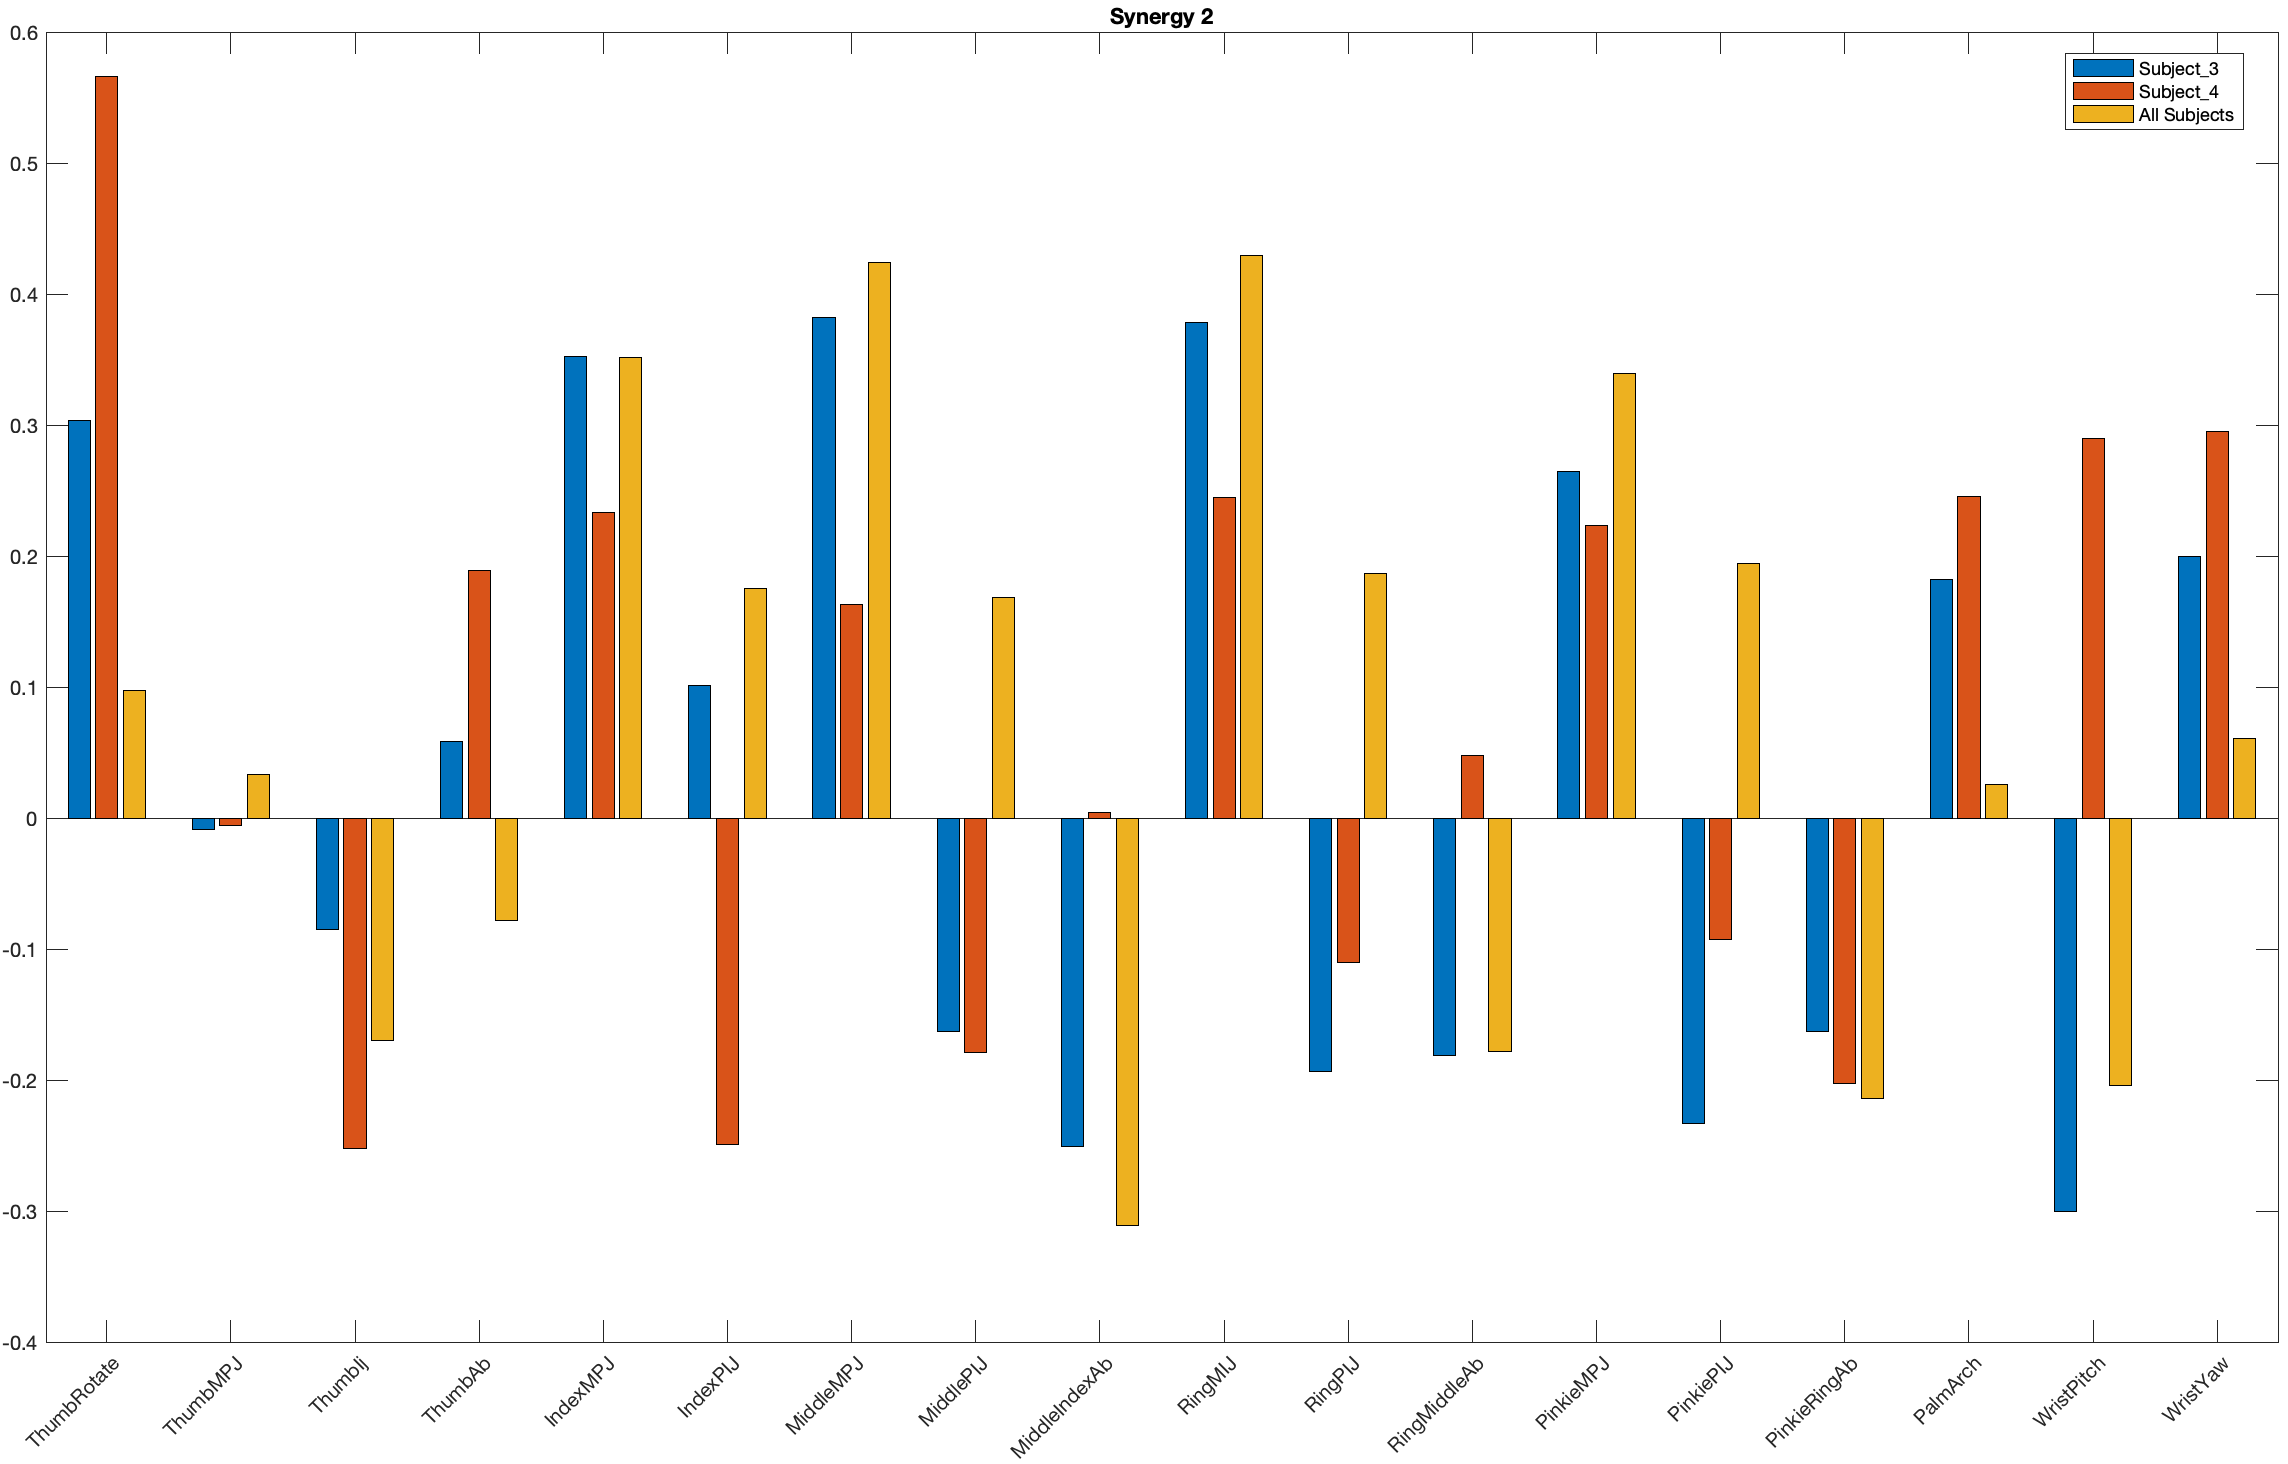 Synergy 2
Subject_3
Subject_4
All Subjects
0.6
0.5
0.4
0.3
0.2
0.1
0
-0.1
-0.2
-0.3
-0.4
ThumbRotate
ThumbMPJ
ThumbIj
ThumbAb
IndexMPJ
IndexPIJ
MiddleMPJ
MiddlePIJ
MiddleIndexAb
RingMIJ
RingPIJ
RingMiddleAb
PinkieMPJ
PinkiePIJ
PinkieRingAb
PalmArch
WristPitch
WristYaw